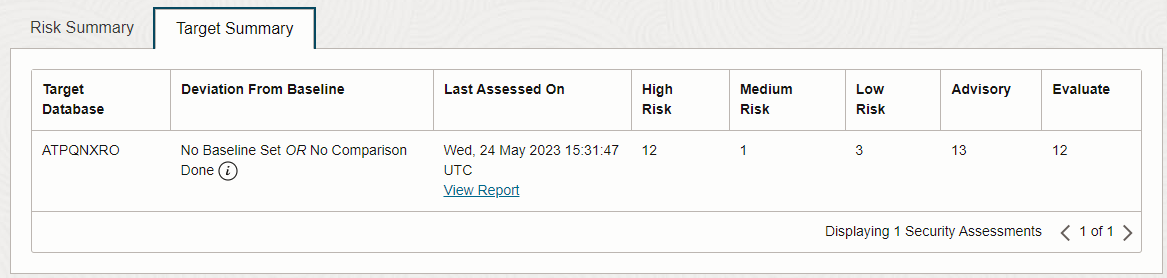 Risk Summary
Target Summary
Target Database
Deviation From Baseline
Last Assessed On
High Risk
Medium Risk
Low Risk
Advisory
Evaluate
ATPQNXRO
No Baseline Set OR No Comparison
Done i
Wed, 24 May 2023 15:31:47
UTC
View Report
12
1
3
13
12
Displaying 1 Security Assessments
1 of 1